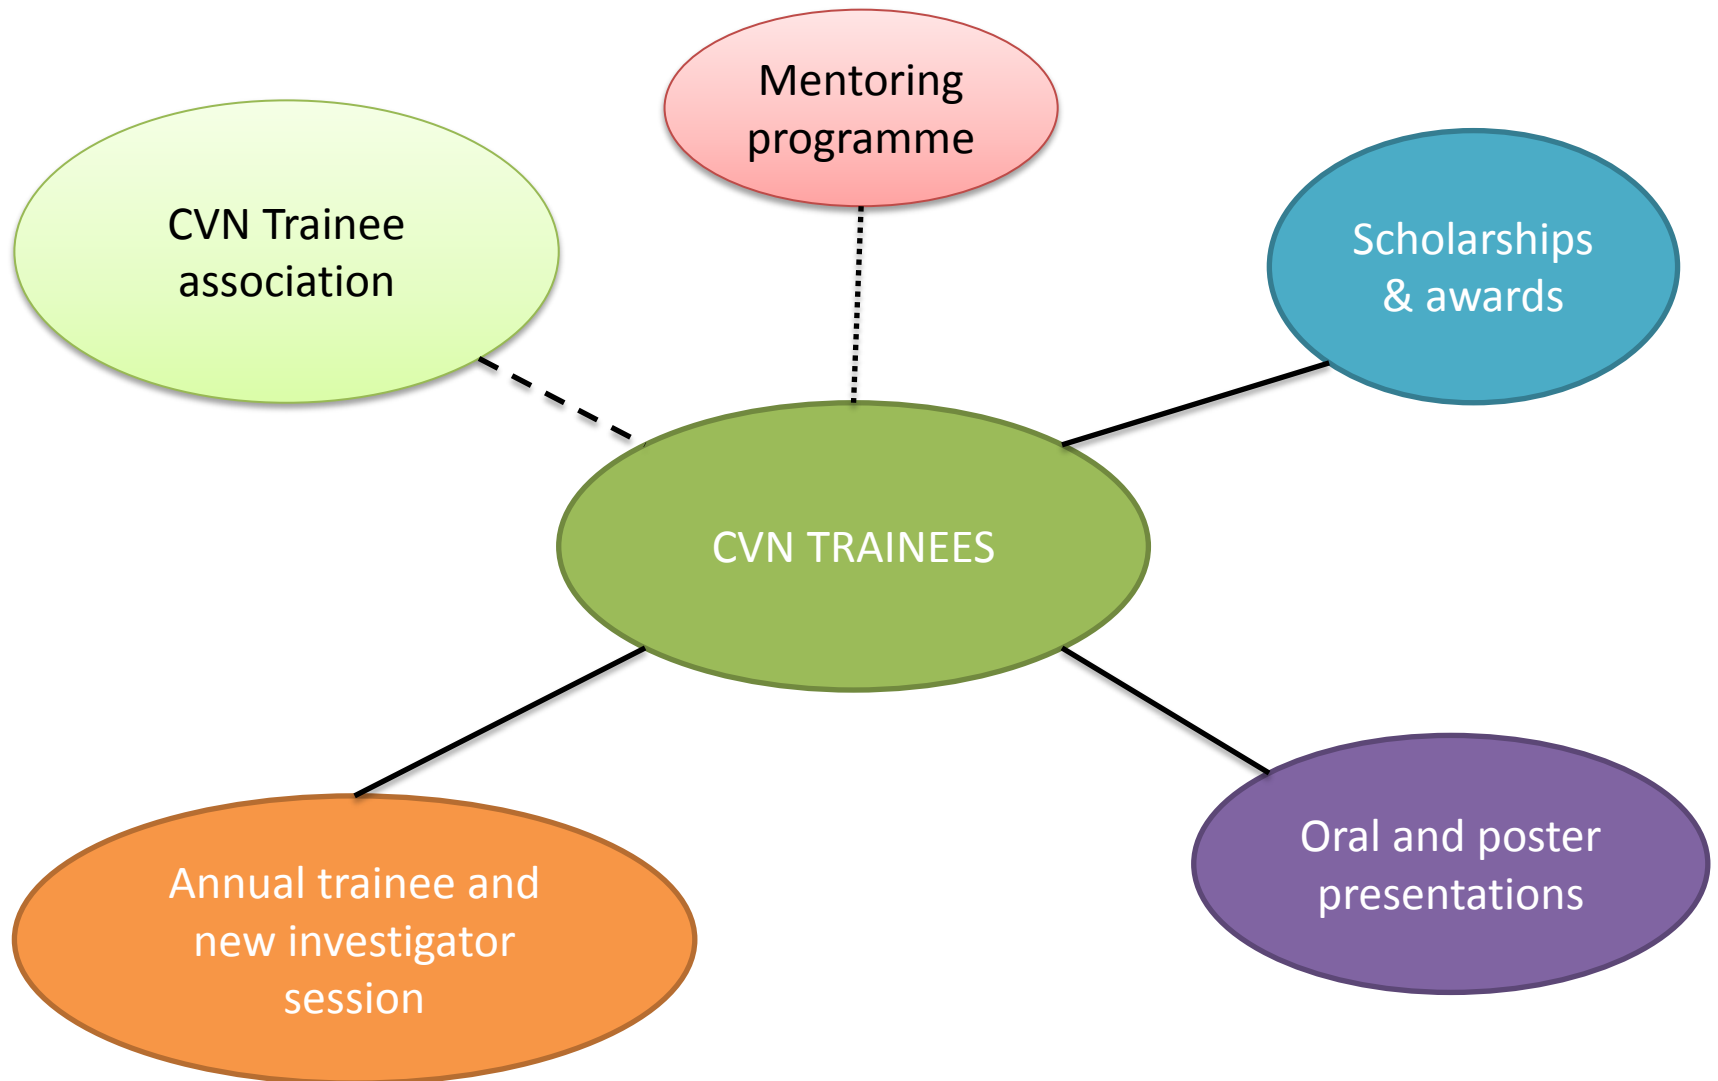 Mentoring
programme
CVN Trainee
association
Scholarships
& awards
CVN TRAINEES
Annual trainee and
new investigator
session
Oral and poster
presentations